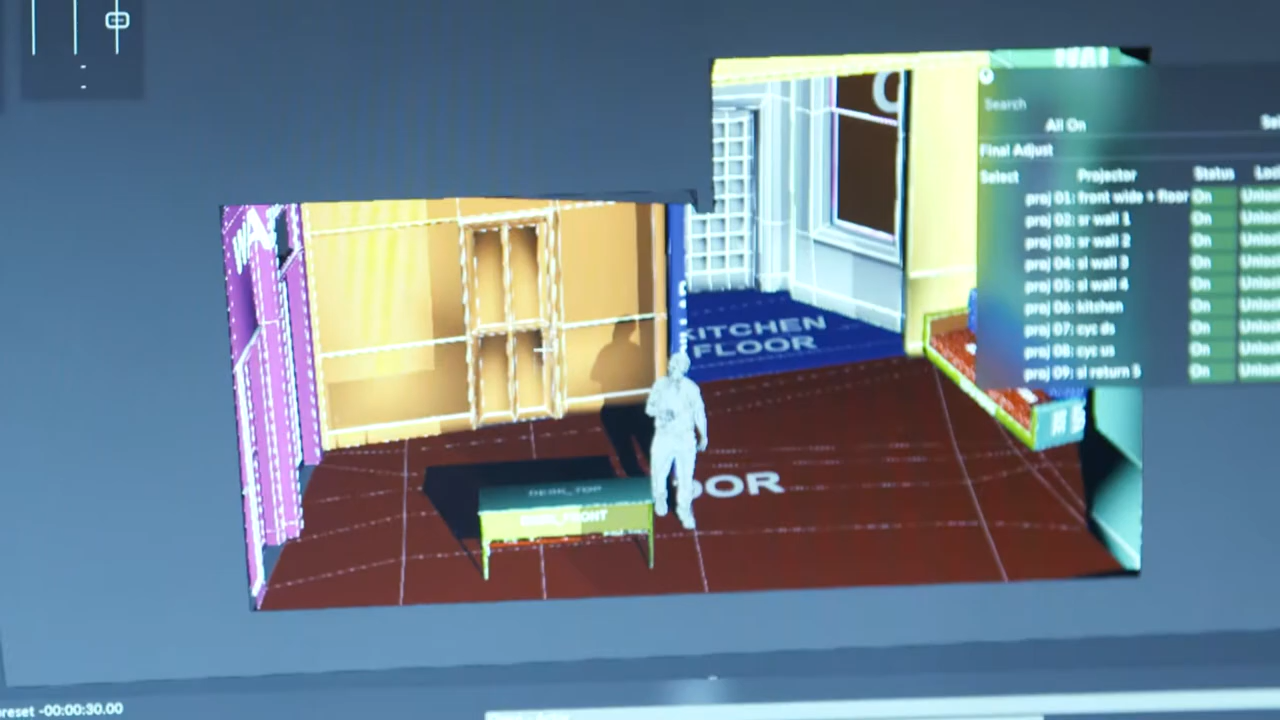 Search
All On
Final Adjust
Select Projector Status
proj 01: front wide + floor On
proj 02: sr wall 1 On
proj 03: sr wall 2 On
proj 04: sl wall 3 On
proj 05: sl wall 4 On
proj 06: kitchen On
proj 07: cyc ds On
proj 08: cyc us On
proj 09: sl return 5 On
KITCHEN
FLOOR
OOR
DESK_TOP
preset -00:00:30.00